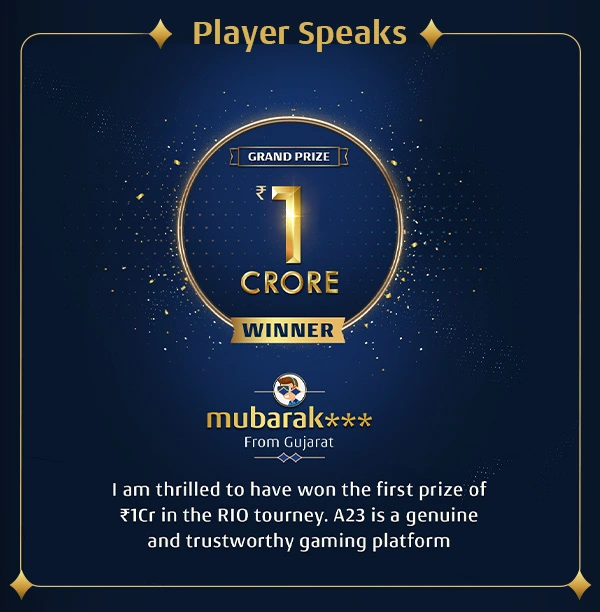 Player Speaks
GRAND PRIZE
₹1
CRORE
WINNER
mubarak***
From Gujarat
I am thrilled to have won the first prize of
₹1Cr in the RIO tourney. A23 is a genuine
and trustworthy gaming platform